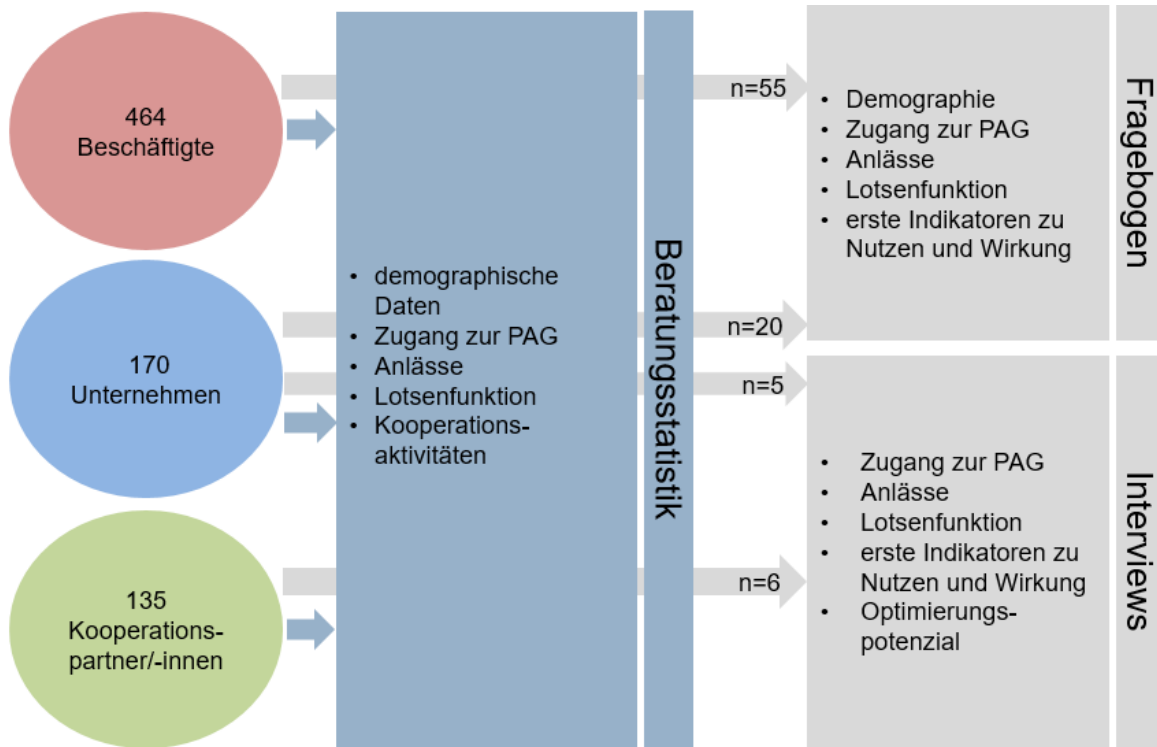 464
Beschäftigte
170
Unternehmen
135
Kooperations-
partner/-innen
• demographische
Daten
• Zugang zur PAG
• Anlässe
• Lotsenfunktion
• Kooperations-
aktivitäten
Beratungsstatistik
n=55
n=20
n=5
n=6
• Demographie
• Zugang zur PAG
• Anlässe
• Lotsenfunktion
• erste Indikatoren zu
Nutzen und Wirkung
Fragebogen
• Zugang zur PAG
• Anlässe
• Lotsenfunktion
• erste Indikatoren zu
Nutzen und Wirkung
• Optimierungs-
potenzial
Interviews